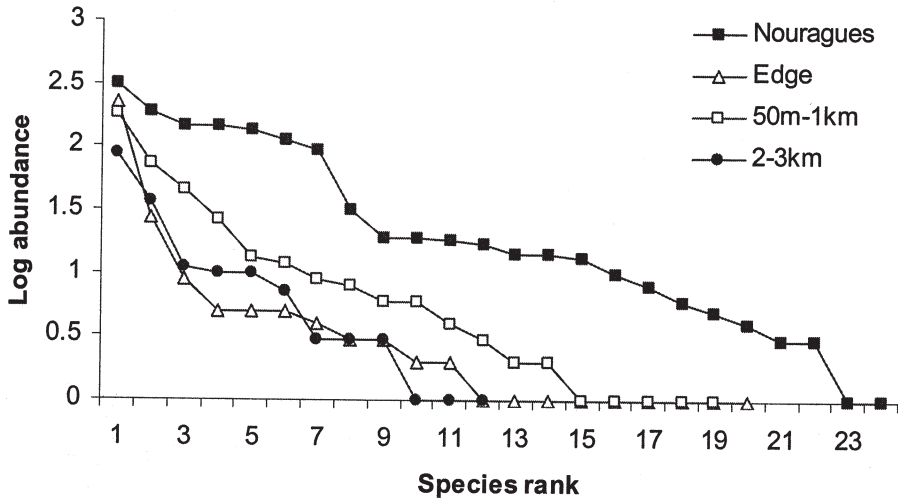 3
2.5
2
1.5
1
0.5
0
Log abundance
Nouragues
Edge
50m-1km
2-3km
1 3 5 7 9 11 13 15 17 19 21 23
Species rank